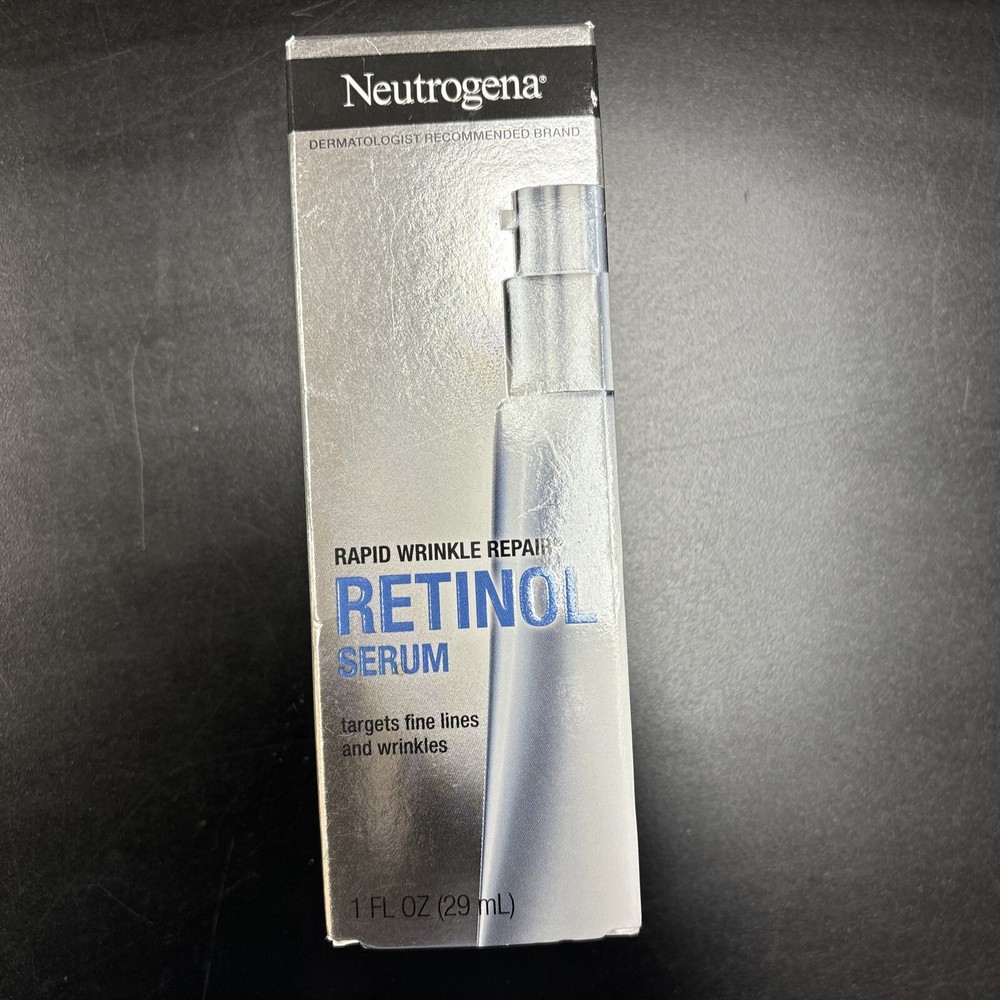 Neutrogena®
DERMATOLOGIST RECOMMENDED BRAND
RAPID WRINKLE REPAIR®
RETINOL
SERUM
targets fine lines
and wrinkles
1 FL OZ (29 mL)